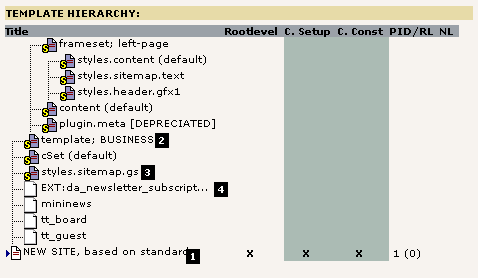 TEMPLATE HIERARCHY:
Title Rootlevel C. Setup C. Const PID/RL NL
frameset; left-page
styles.content (default)
styles.sitemap.text
styles.header.gfx1
content (default)
plugin.meta [DEPRECIATED]
template; BUSINESS 2
cSet (default)
styles.sitemap.gs 3
EXT:da_newsletter_subscript... 4
mininews
tt_board
tt_guest
NEW SITE, based on standard 1 x x x 1 (0)